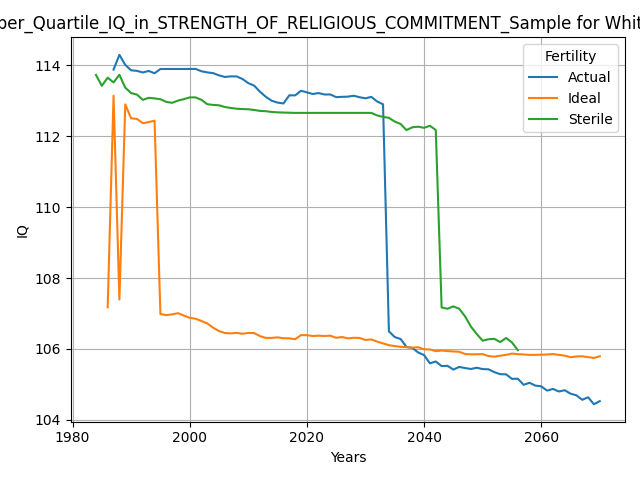 per_Quartile_IQ_in_STRENGTH_OF_RELIGIOUS_COMMITMENT_Sample for Whit
Fertility
Actual
Ideal
Sterile
114
112
110
108
106
104
IQ
1980
2000
2020
2040
2060
Years